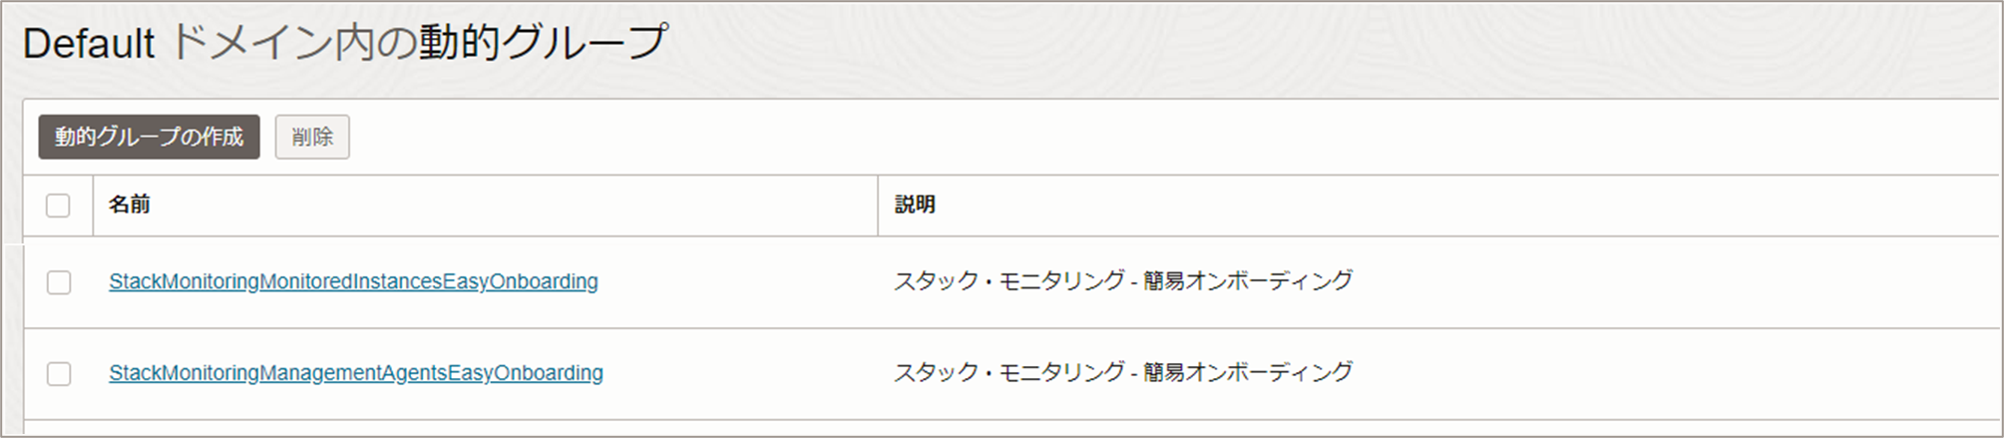 Default ドメイン内の動的グループ
動的グループの作成 削除
名前 説明
StackMonitoringMonitoredInstancesEasyOnboarding スタック・モニタリング - 簡易オンボーディング
StackMonitoringManagementAgentsEasyOnboarding スタック・モニタリング - 簡易オンボーディング